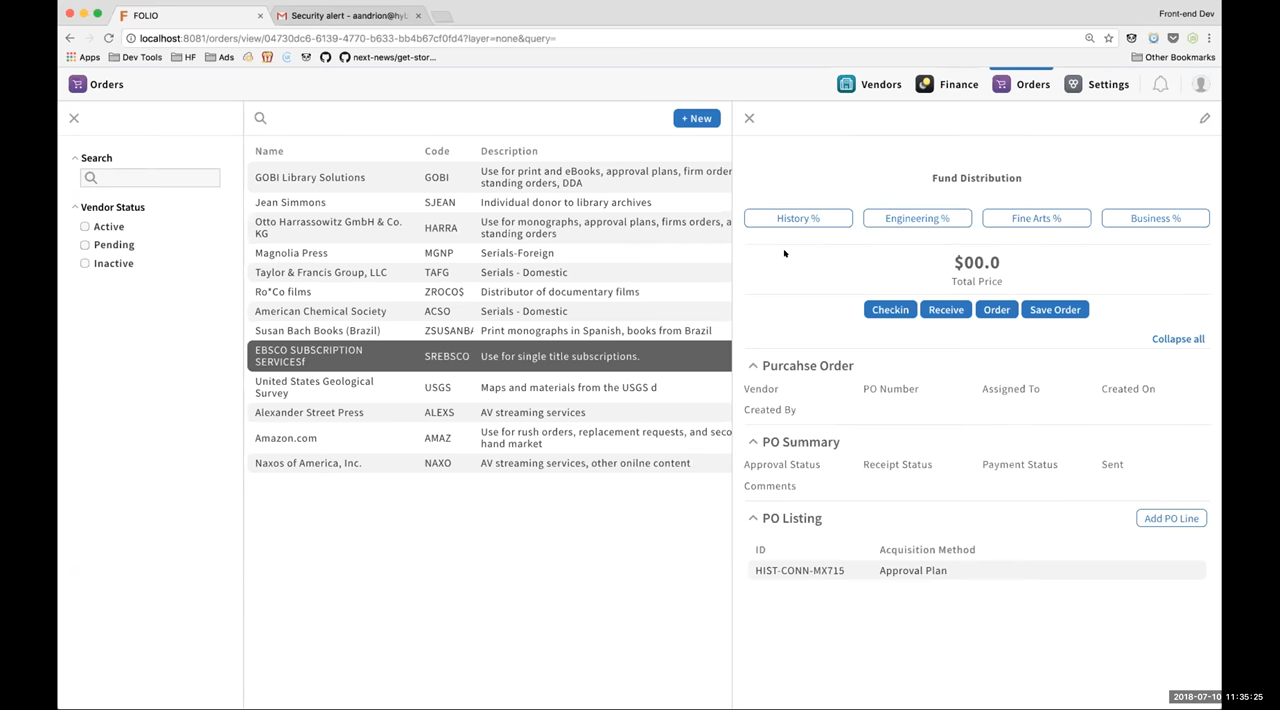 FOLIO
Security alert - aandrion@hyb
Front-end Dev
localhost:8081/orders/view/04730dc6-6139-4770-b633-bb4b67cf0fd4?layer=none&query=
Apps Dev Tools HF Ads next-news/get-stor... Other Bookmarks
Orders Vendors Finance Orders Settings
+ New
Search
Vendor Status
Active
Pending
Inactive
Name Code Description
GOBI Library Solutions GOBI Use for print and eBooks, approval plans, firm order
standing orders, DDA
Jean Simmons SJEAN Individual donor to library archives
Otto Harrassowitz GmbH & Co. HARRA Use for monographs, approval plans, firms orders, a
KG standing orders
Magnolia Press MGNP Serials-Foreign
Taylor & Francis Group, LLC TAFG Serials - Domestic
Ro*Co films ZROCO$ Distributor of documentary films
American Chemical Society ACSO Serials - Domestic
Susan Bach Books (Brazil) ZSUSANBA Print monographs in Spanish, books from Brazil
EBSCO SUBSCRIPTION SREBSCO Use for single title subscriptions.
SERVICESf
United States Geological USGS Maps and materials from the USGS d
Survey
Alexander Street Press ALEXS AV streaming services
Amazon.com AMAZ Use for rush orders, replacement requests, and seco
hand market
Naxos of America, Inc. NAXO AV streaming services, other onilne content
Fund Distribution
History % Engineering % Fine Arts % Business %
$00.0
Total Price
Checkin Receive Order Save Order
Collapse all
Purcahse Order
Vendor PO Number Assigned To Created On
Created By
PO Summary
Approval Status Receipt Status Payment Status Sent
Comments
PO Listing Add PO Line
ID Acquisition Method
HIST-CONN-MX715 Approval Plan
2018-07-10 11:35:25